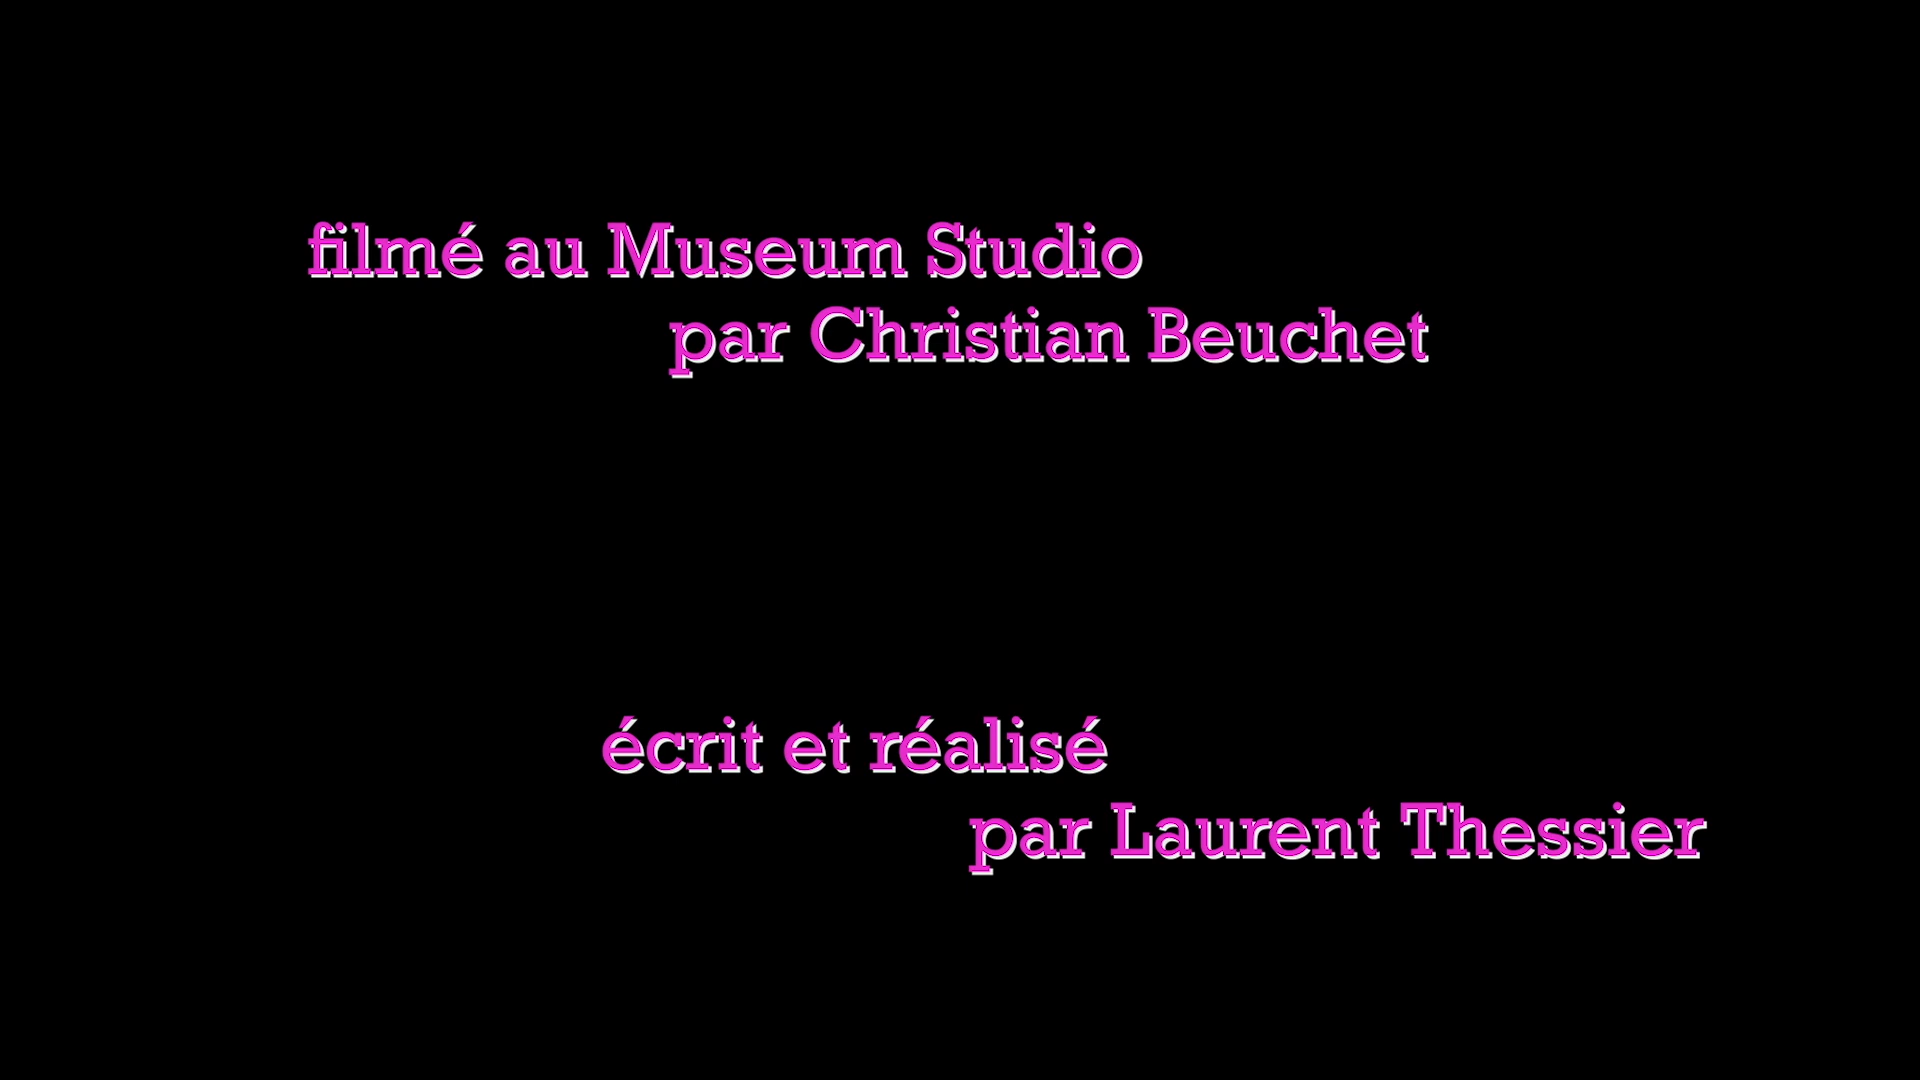 filmé au Museum Studio
par Christian Beuchet
écrit et réalisé
par Laurent Thessier